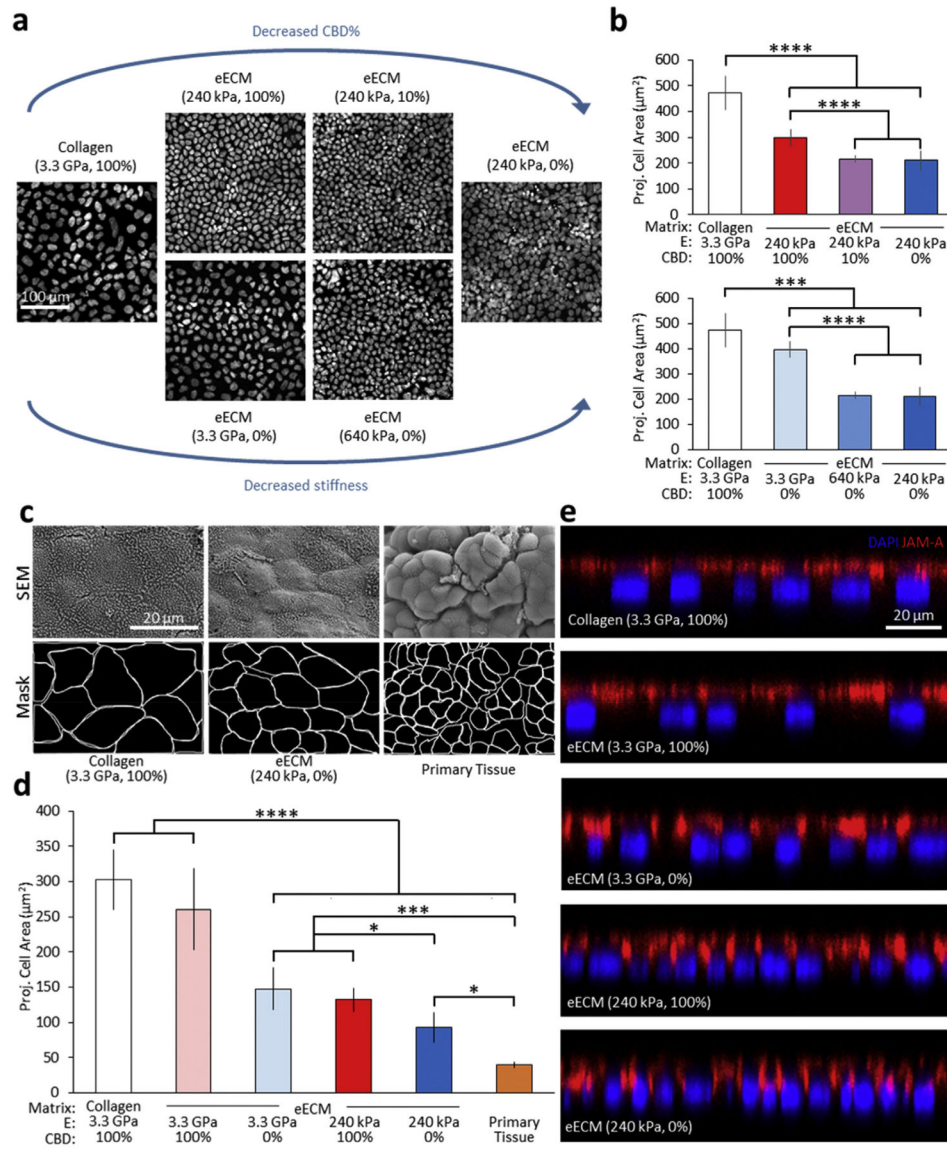 a
Decreased CBD%
eECM
(240 kPa, 100%)
eECM
(240 kPa, 10%)
Collagen
(3.3 GPa, 100%)
eECM
(240 kPa, 0%)
100 µm
eECM
(3.3 GPa, 0%)
eECM
(640 kPa, 0%)
Decreased stiffness
b
Proj. Cell Area (µm²)
600
500
400
300
200
100
0
****
****
Matrix: Collagen eECM
E: 3.3 GPa 240 kPa 240 kPa 240 kPa
CBD: 100% 100% 10% 0%
Proj. Cell Area (µm²)
600
500
400
300
200
100
0
***
****
Matrix: Collagen eECM
E: 3.3 GPa 3.3 GPa 640 kPa 240 kPa
CBD: 100% 0% 0% 0%
c
SEM
20 µm
Mask
Collagen
(3.3 GPa, 100%)
eECM
(240 kPa, 0%)
Primary Tissue
d
Proj. Cell Area (µm²)
400
350
300
250
200
150
100
50
0
****
***
*
*
Matrix: Collagen eECM Primary
E: 3.3 GPa 3.3 GPa 3.3 GPa 240 kPa 240 kPa Tissue
CBD: 100% 100% 0% 100% 0%
e
DAPI JAM-A
20 µm
Collagen (3.3 GPa, 100%)
eECM (3.3 GPa, 100%)
eECM (3.3 GPa, 0%)
eECM (240 kPa, 100%)
eECM (240 kPa, 0%)